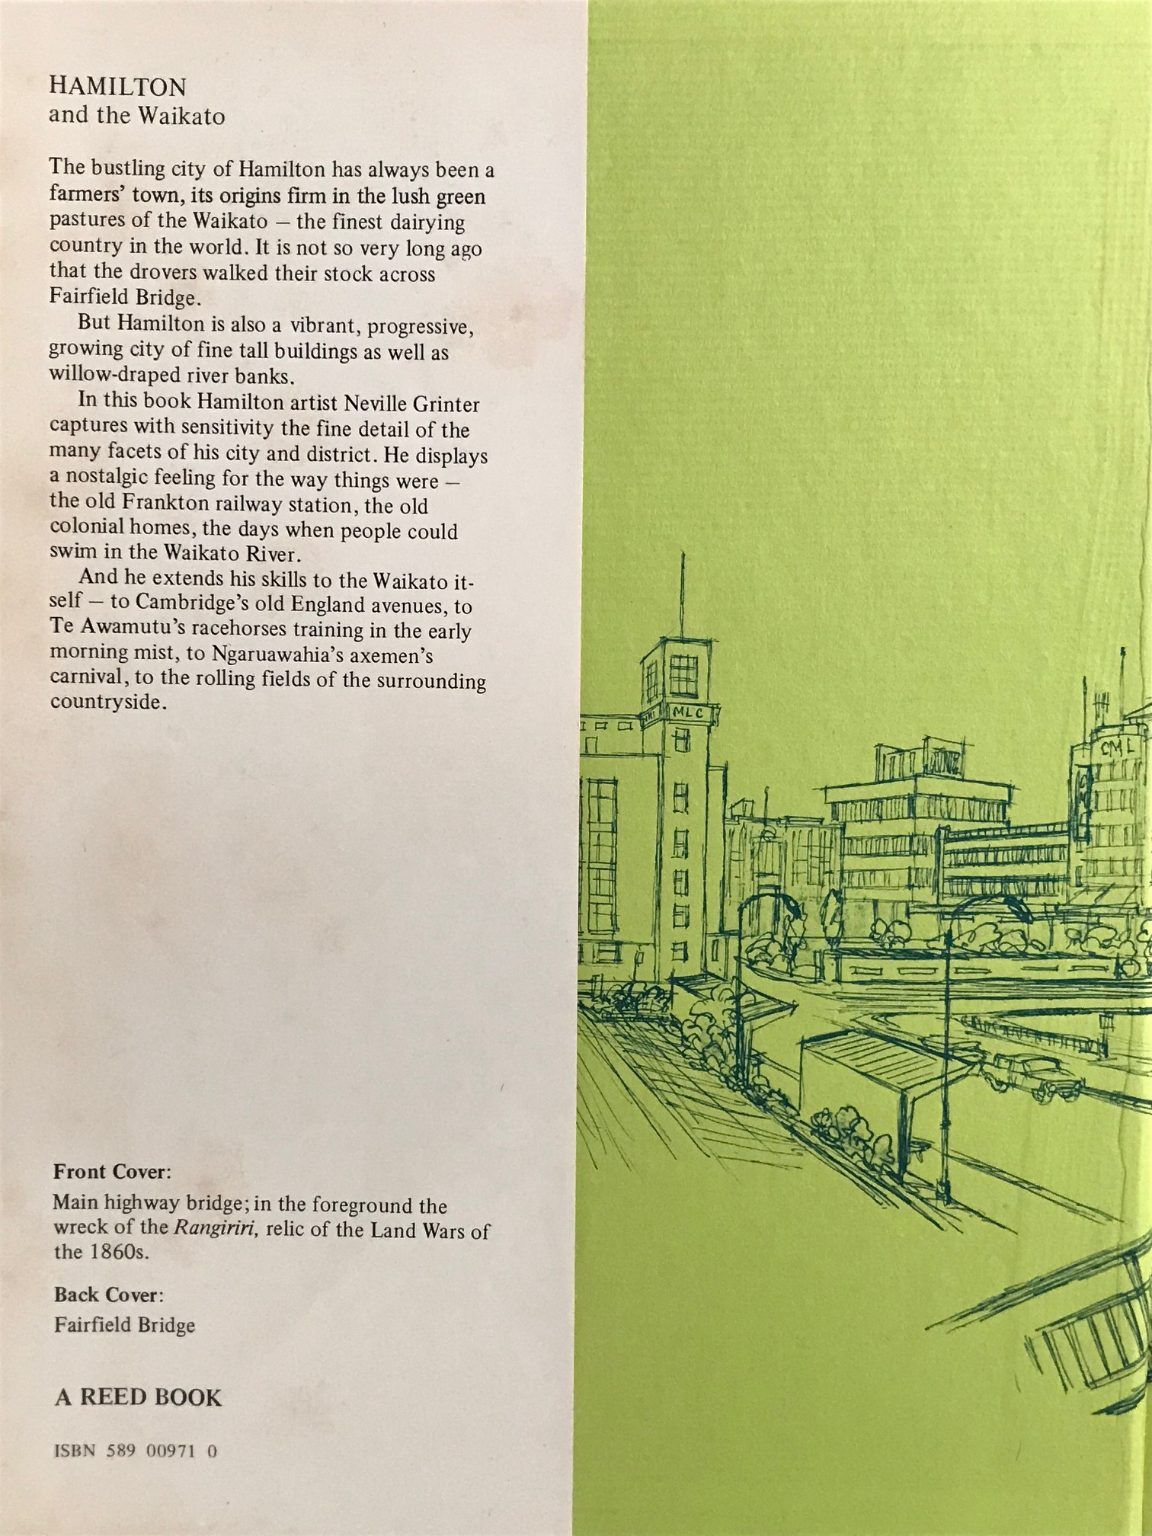 HAMILTON
and the Waikato
The bustling city of Hamilton has always been a
farmers' town, its origins firm in the lush green
pastures of the Waikato – the finest dairying
country in the world. It is not so very long ago
that the drovers walked their stock across
Fairfield Bridge.
But Hamilton is also a vibrant, progressive,
growing city of fine tall buildings as well as
willow-draped river banks.
In this book Hamilton artist Neville Grinter
captures with sensitivity the fine detail of the
many facets of his city and district. He displays
a nostalgic feeling for the way things were –
the old Frankton railway station, the old
colonial homes, the days when people could
swim in the Waikato River.
And he extends his skills to the Waikato it-
self – to Cambridge's old England avenues, to
Te Awamutu's racehorses training in the early
morning mist, to Ngaruawahia's axemen's
carnival, to the rolling fields of the surrounding
countryside.
Front Cover:
Main highway bridge; in the foreground the
wreck of the Rangiriri, relic of the Land Wars of
the 1860s.
Back Cover:
Fairfield Bridge
A REED BOOK
ISBN 589 00971 0
MLC
CML